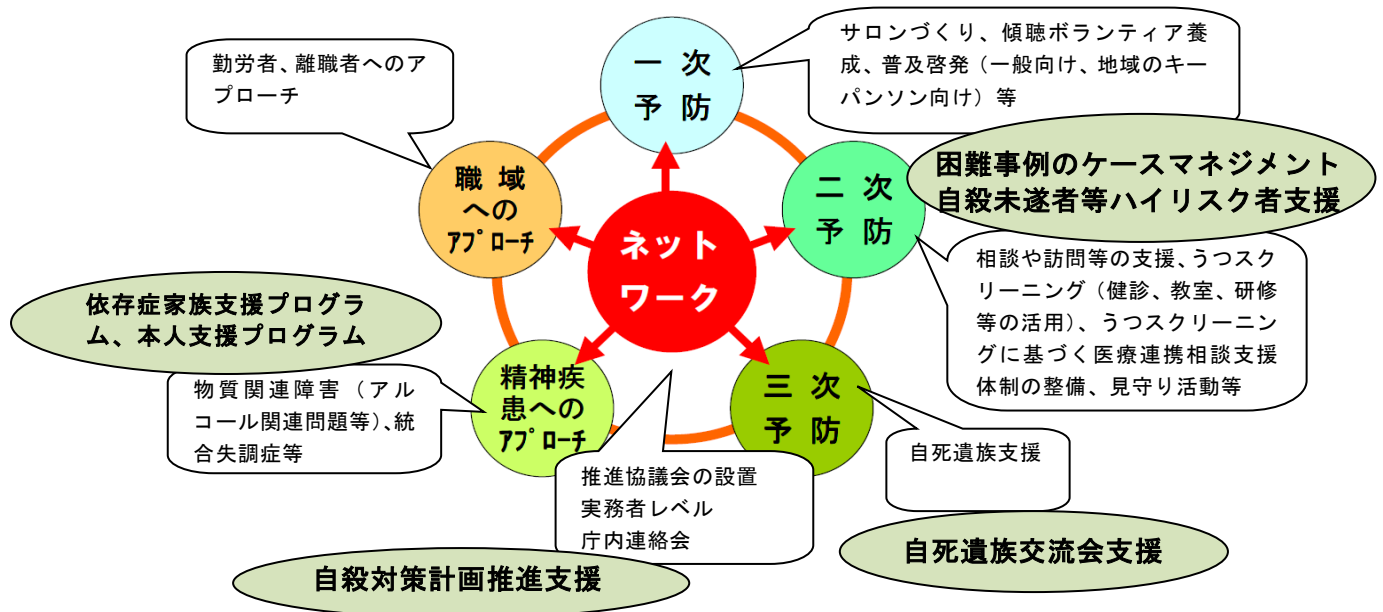 勤労者、離職者へのア
プローチ
一 次
予 防
サロンづくり、傾聴ボランティア養
成、普及啓発（一般向け、地域のキー
パンソン向け）等
職 域
への
ｱﾌﾟﾛｰﾁ
ネット
ワーク
二 次
予 防
困難事例のケースマネジメント
自殺未遂者等ハイリスク者支援
相談や訪問等の支援、うつスク
リーニング（健診、教室、研修
等の活用）、うつスクリーニン
グに基づく医療連携相談支援
体制の整備、見守り活動等
依存症家族支援プログラ
ム、本人支援プログラム
物質関連障害（アル
コール関連問題等）、統
合失調症等
精神疾
患への
ｱﾌﾟﾛｰﾁ
三 次
予 防
自死遺族支援
推進協議会の設置
実務者レベル
庁内連絡会
自死遺族交流会支援
自殺対策計画推進支援